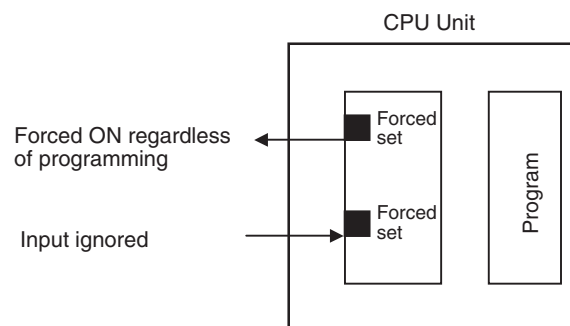 CPU Unit
Forced ON regardless
of programming
Forced
set
Input ignored
Forced
set
Program